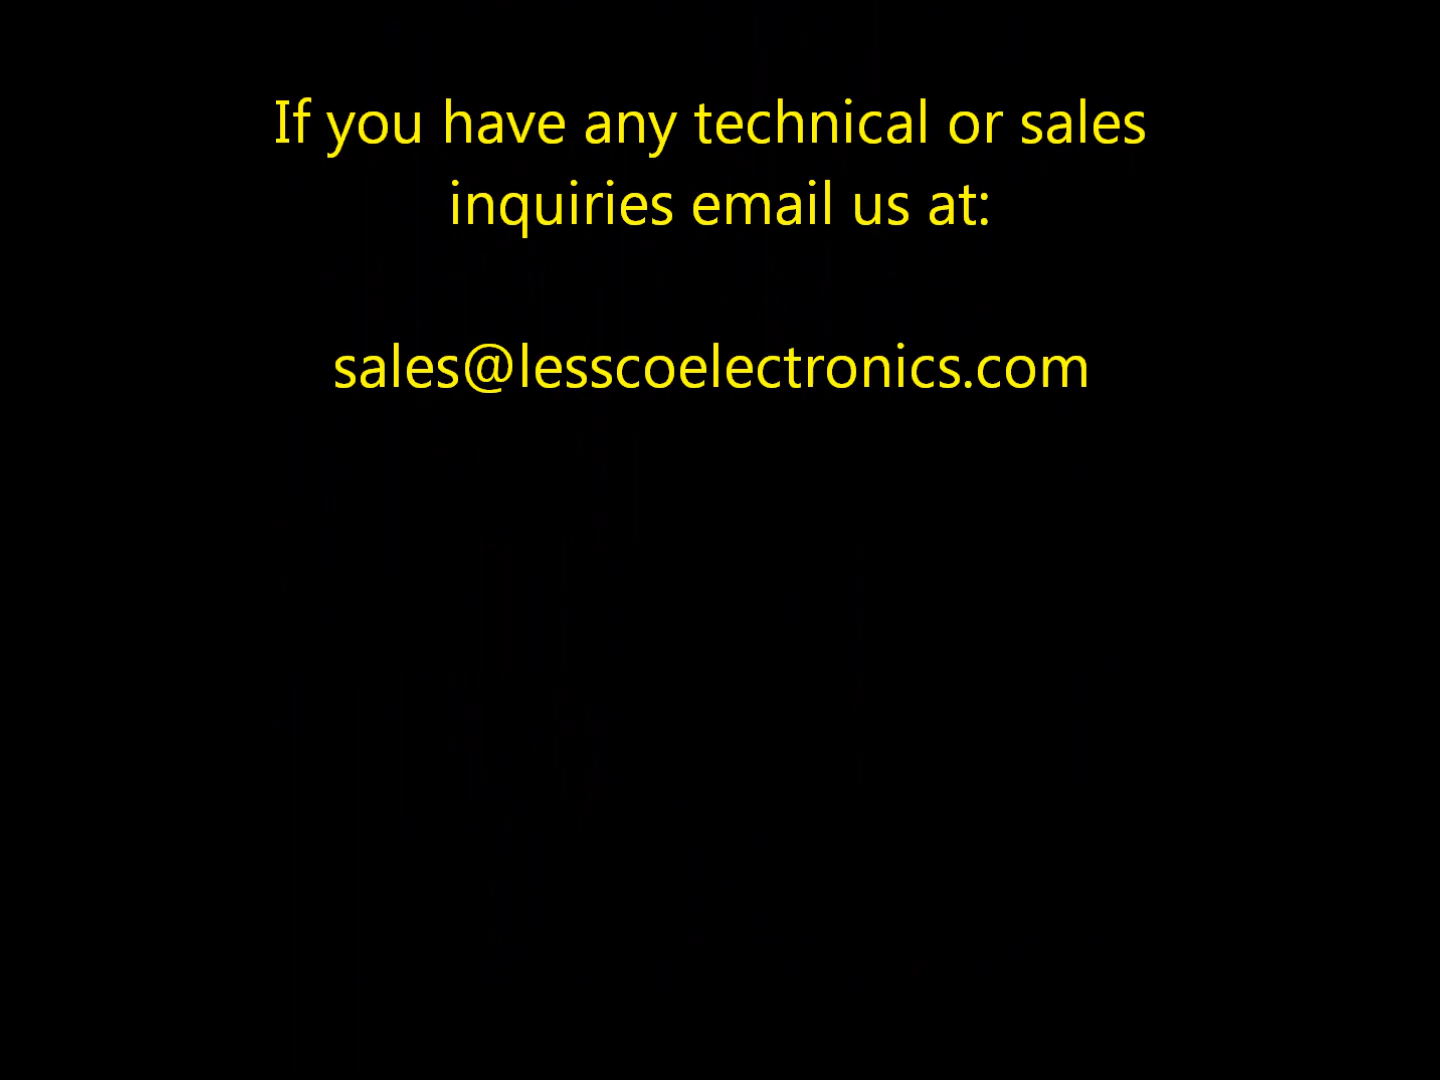 If you have any technical or sales
inquiries email us at:
sales@lesscoelectronics.com